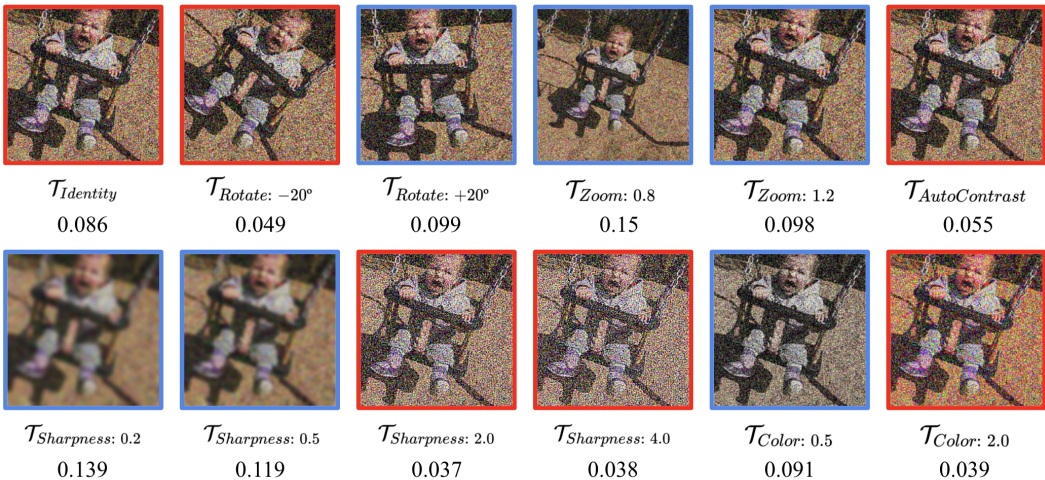 𝒯Identity 𝒯Rotate: −20º 𝒯Rotate: +20º 𝒯Zoom: 0.8 𝒯Zoom: 1.2 𝒯AutoContrast
0.086 0.049 0.099 0.15 0.098 0.055
𝒯Sharpness: 0.2 𝒯Sharpness: 0.5 𝒯Sharpness: 2.0 𝒯Sharpness: 4.0 𝒯Color: 0.5 𝒯Color: 2.0
0.139 0.119 0.037 0.038 0.091 0.039